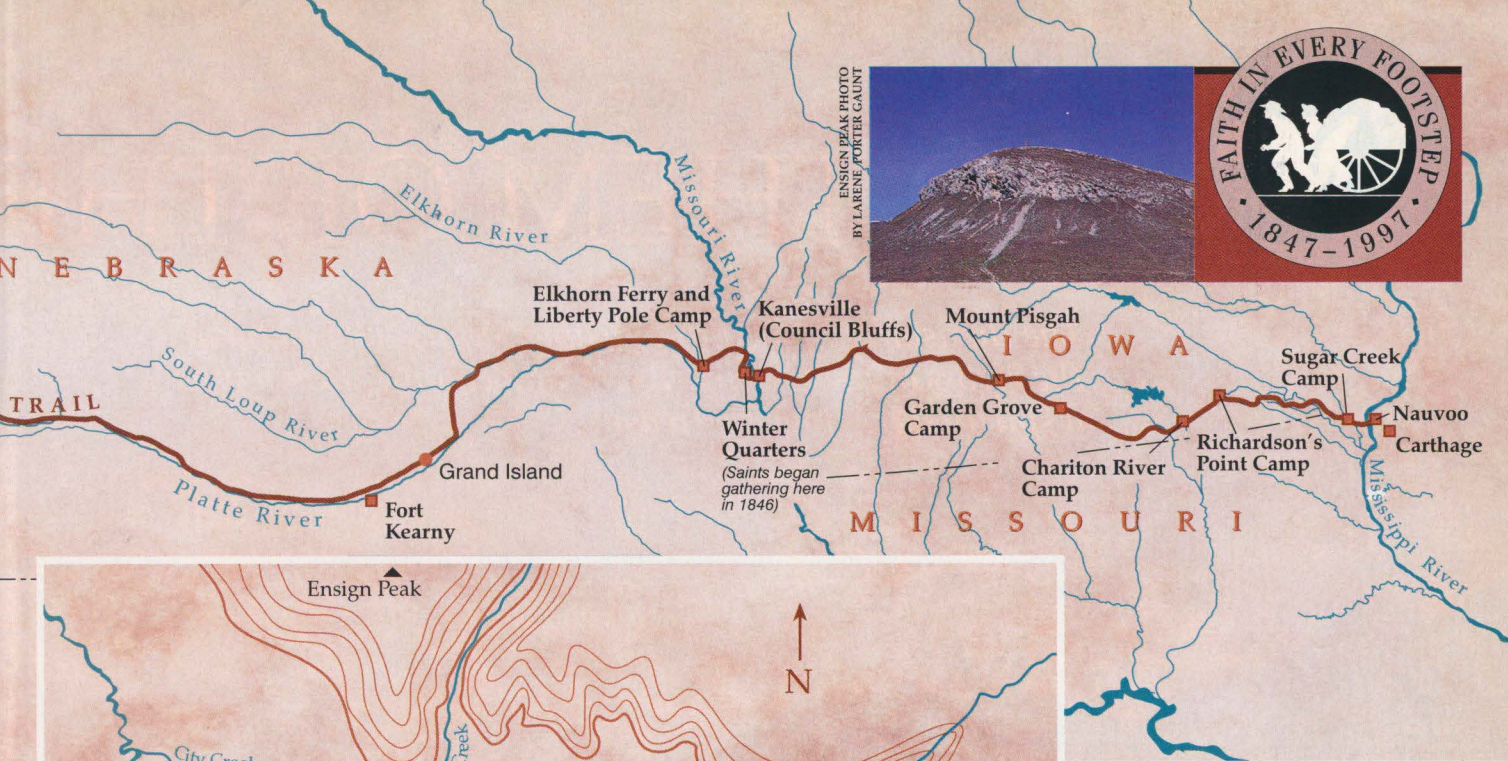 ENSIGN PEAK PHOTO
BY LARENE PORTER GAUNT
FAITH IN EVERY FOOTSTEP
• 1847–1997 •
Missouri River
Elkhorn River
NEBRASKA
Elkhorn Ferry and
Liberty Pole Camp
Kanesville
(Council Bluffs)
Mount Pisgah
IOWA
Sugar Creek
Camp
South Loup River
TRAIL
Garden Grove
Camp
Nauvoo
Carthage
Winter
Quarters
(Saints began
gathering here
in 1846)
Richardson's
Point Camp
Chariton River
Camp
Grand Island
Platte River
Fort
Kearny
MISSOURI
Mississippi River
Ensign Peak
N
City Creek
reek